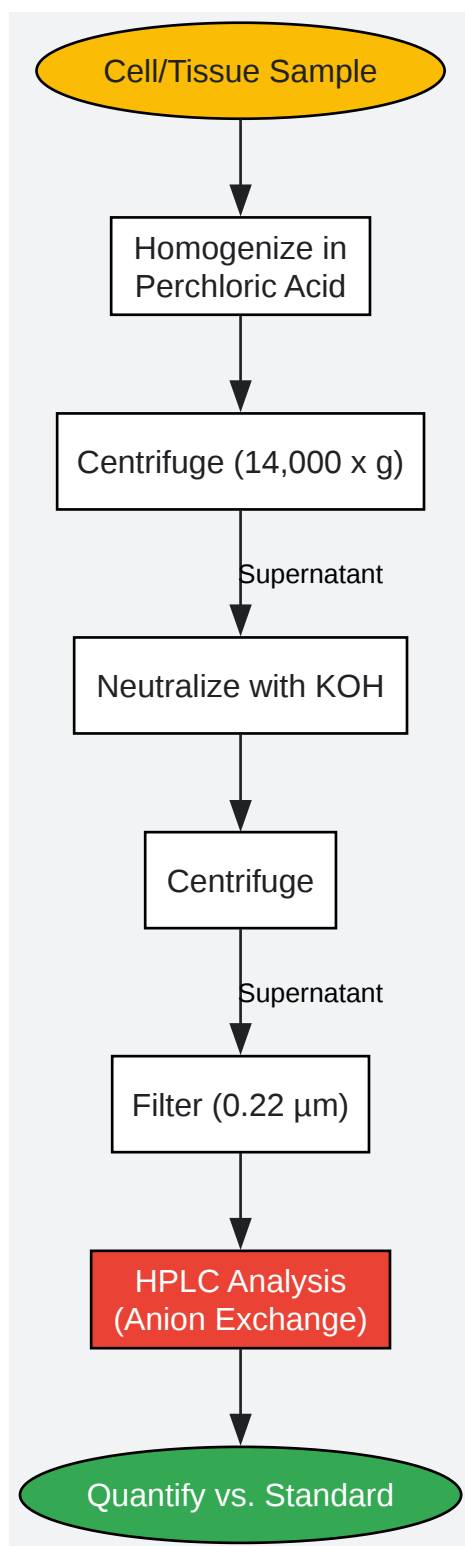 Cell/Tissue Sample
Homogenize in
Perchloric Acid
Centrifuge (14,000 x g)
Supernatant
Neutralize with KOH
Centrifuge
Supernatant
Filter (0.22 µm)
HPLC Analysis
(Anion Exchange)
Quantify vs. Standard